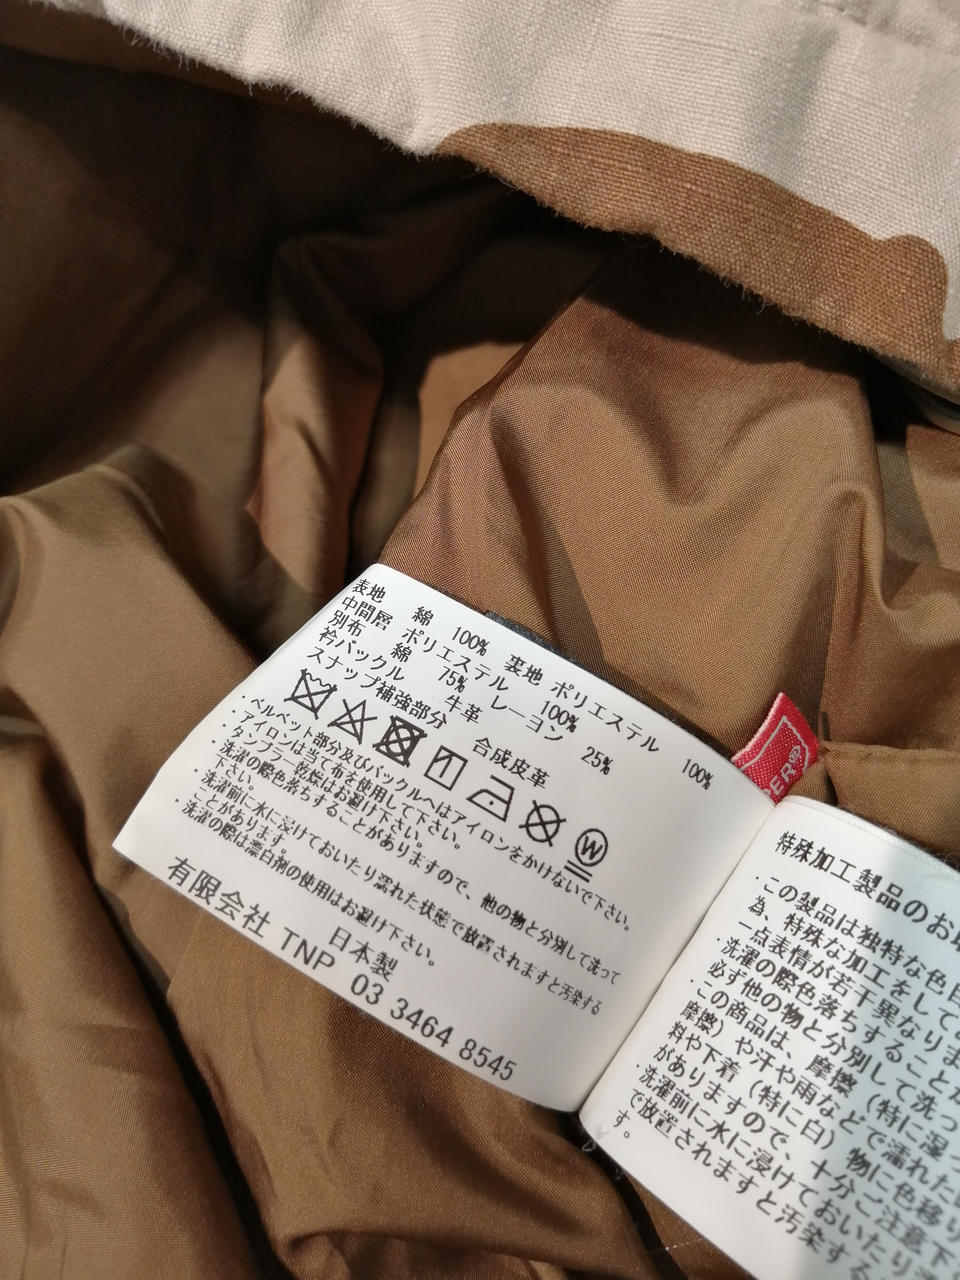 表地 綿 100% 裏地 ポリエステル 100%
中間層 ポリエステル 100%
別布 綿 75% レーヨン 25%
衿バックル 牛革
スナップ補強部分 合成皮革
W
・ベルベット部分及びバックルへはアイロンをかけないで下さい。
・アイロンは当て布を使用して下さい。
・タンブラー乾燥はお避け下さい。
・洗濯の際色落ちすることがありますので、他の物と分別して洗って
下さい。
・洗濯前に水に浸けておいたり濡れた状態で放置されますと汚染する
ことがあります。
・洗濯の際は漂白剤の使用はお避け下さい。
日本製
有限会社 TNP 03 3464 8545
ER®
特殊加工製品のお
・この製品は独特な色
為、特殊な加工をして
一点表情が若干異なりま
・洗濯の際色落ちすること
必ず他の物と分別して洗っ
・この商品は、摩擦（特に湿
摩擦）や汗や雨などで濡れた
料や下着（特に白）物に色移り
がありますので、十分ご注意下
・洗濯前に水に浸けておいたり
で放置されますと汚染する
す。